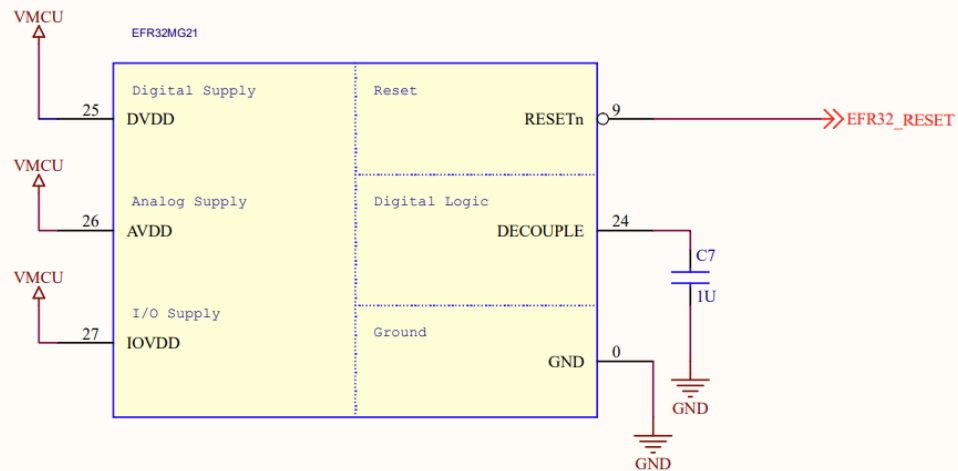 VMCU
EFR32MG21
Digital Supply
Reset
25
DVDD
RESETn
9
EFR32_RESET
VMCU
Analog Supply
Digital Logic
26
AVDD
DECOUPLE
24
C7
1U
VMCU
I/O Supply
Ground
27
IOVDD
GND
0
GND
GND